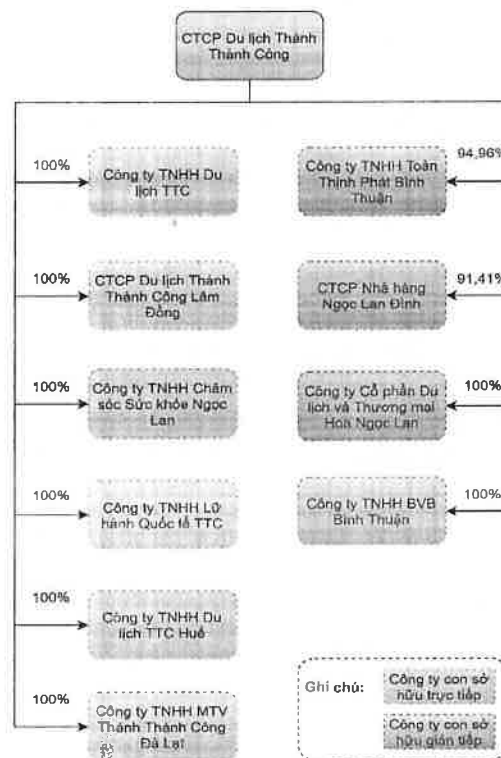 CTCP Du lịch Thành
Thành Công
100%
Công ty TNHH Du
lịch TTC
94,96%
Công ty TNHH Toàn
Thịnh Phát Bình
Thuận
100%
CTCP Du lịch Thành
Thành Công Lâm
Đồng
91,41%
CTCP Nhà hàng
Ngọc Lan Đình
100%
Công ty TNHH Chăm
sóc Sức khỏe Ngọc
Lan
100%
Công ty Cổ phần Du
lịch và Thương mại
Hoa Ngọc Lan
100%
Công ty TNHH Lữ
hành Quốc tế TTC
100%
Công ty TNHH BVB
Bình Thuận
100%
Công ty TNHH Du
lịch TTC Huế
100%
Công ty TNHH MTV
Thành Thành Công
Đà Lạt
Ghi chú:
Công ty con sở
hữu trực tiếp
Công ty con sở
hữu gián tiếp